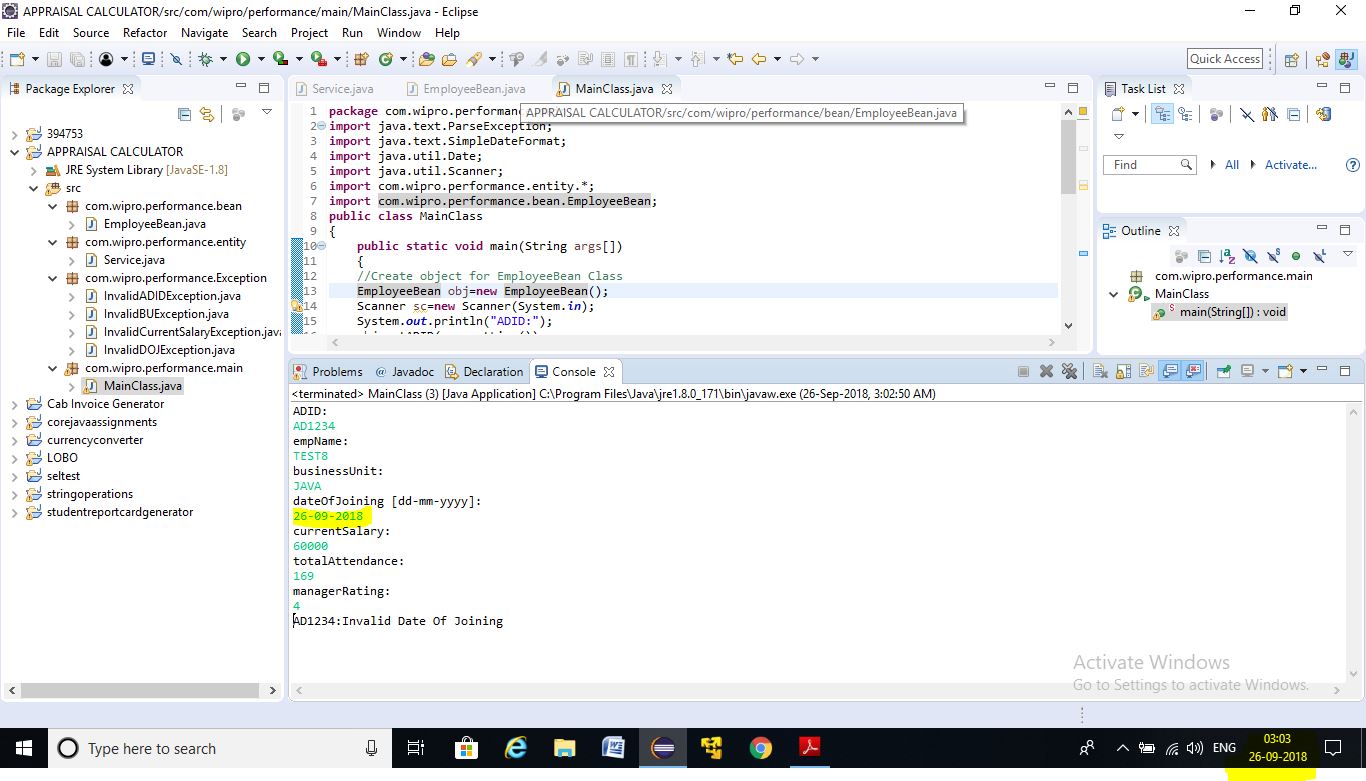 APPRAISAL CALCULATOR/src/com/wipro/performance/main/MainClass.java - Eclipse
File Edit Source Refactor Navigate Search Project Run Window Help
Quick Access
Package Explorer
394753
APPRAISAL CALCULATOR
JRE System Library [JavaSE-1.8]
src
com.wipro.performance.bean
EmployeeBean.java
com.wipro.performance.entity
Service.java
com.wipro.performance.Exception
InvalidADIDException.java
InvalidBUException.java
InvalidCurrentSalaryException.java
InvalidDOJException.java
com.wipro.performance.main
MainClass.java
Cab Invoice Generator
corejavaassignments
currencyconverter
LOBO
seltest
stringoperations
studentreportcardgenerator
Service.java EmployeeBean.java MainClass.java
APPRAISAL CALCULATOR/src/com/wipro/performance/bean/EmployeeBean.java
1 package com.wipro.performanc
2 import java.text.ParseException;
3 import java.text.SimpleDateFormat;
4 import java.util.Date;
5 import java.util.Scanner;
6 import com.wipro.performance.entity.*;
7 import com.wipro.performance.bean.EmployeeBean;
8 public class MainClass
9 {
10 public static void main(String args[])
11 {
12 //Create object for EmployeeBean Class
13 EmployeeBean obj=new EmployeeBean();
14 Scanner sc=new Scanner(System.in);
15 System.out.println("ADID:");
Task List
Find All Activate...
Outline
com.wipro.performance.main
MainClass
main(String[]) : void
Problems @ Javadoc Declaration Console
<terminated> MainClass (3) [Java Application] C:\Program Files\Java\jre1.8.0_171\bin\javaw.exe (26-Sep-2018, 3:02:50 AM)
ADID:
AD1234
empName:
TEST8
businessUnit:
JAVA
dateOfJoining [dd-mm-yyyy]:
26-09-2018
currentSalary:
60000
totalAttendance:
169
managerRating:
4
AD1234:Invalid Date Of Joining
Activate Windows
Go to Settings to activate Windows.
Type here to search
ENG
03:03
26-09-2018